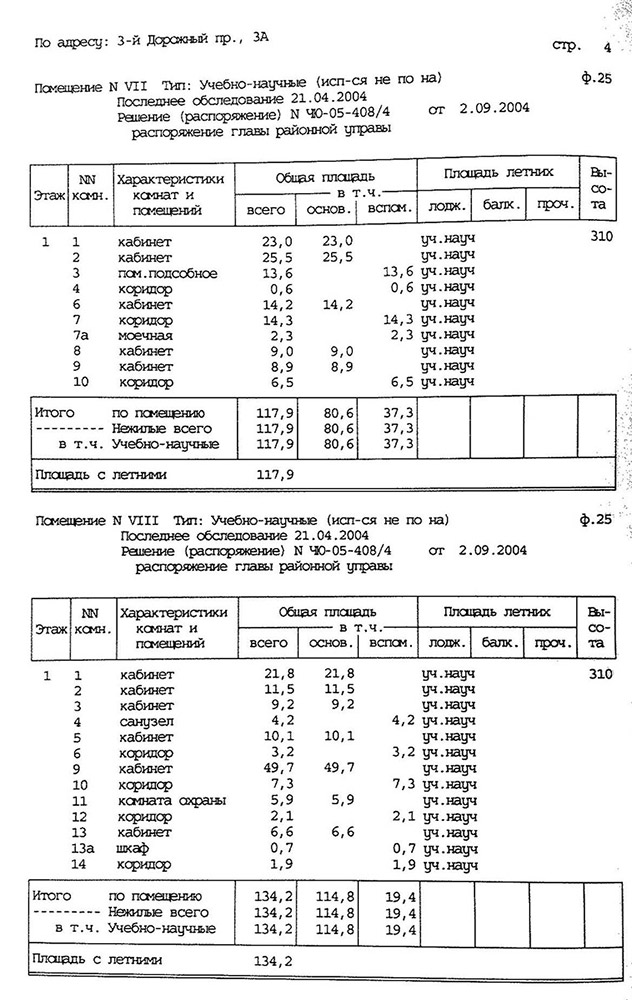 По адресу: 3-й Дорожный пр., 3А
стр. 4
Помещение N VII Тип: Учебно-научные (исп-ся не по на) ф.25
Последнее обследование 21.04.2004
Решение (распоряжение) N ЧЮ-05-408/4 от 2.09.2004
распоряжение главы районной управы
Этаж NN комн. Характеристики комнат и помещений Общая площадь Площадь летних Вы-со-та
в т.ч.
всего основ. вспом. лодж. балк. проч.
1 1 кабинет 23,0 23,0 уч.науч 310
2 кабинет 25,5 25,5 уч.науч
3 пом.подсобное 13,6 13,6 уч.науч
4 коридор 0,6 0,6 уч.науч
6 кабинет 14,2 14,2 уч.науч
7 коридор 14,3 14,3 уч.науч
7а моечная 2,3 2,3 уч.науч
8 кабинет 9,0 9,0 уч.науч
9 кабинет 8,9 8,9 уч.науч
10 коридор 6,5 6,5 уч.науч
Итого по помещению 117,9 80,6 37,3
--------- Нежилые всего 117,9 80,6 37,3
в т.ч. Учебно-научные 117,9 80,6 37,3
Площадь с летними 117,9
Помещение N VIII Тип: Учебно-научные (исп-ся не по на) ф.25
Последнее обследование 21.04.2004
Решение (распоряжение) N ЧЮ-05-408/4 от 2.09.2004
распоряжение главы районной управы
Этаж NN комн. Характеристики комнат и помещений Общая площадь Площадь летних Вы-со-та
в т.ч.
всего основ. вспом. лодж. балк. проч.
1 1 кабинет 21,8 21,8 уч.науч 310
2 кабинет 11,5 11,5 уч.науч
3 кабинет 9,2 9,2 уч.науч
4 санузел 4,2 4,2 уч.науч
5 кабинет 10,1 10,1 уч.науч
6 коридор 3,2 3,2 уч.науч
9 кабинет 49,7 49,7 уч.науч
10 коридор 7,3 7,3 уч.науч
11 комната охраны 5,9 5,9 уч.науч
12 коридор 2,1 2,1 уч.науч
13 кабинет 6,6 6,6 уч.науч
13а шкаф 0,7 0,7 уч.науч
14 коридор 1,9 1,9 уч.науч
Итого по помещению 134,2 114,8 19,4
--------- Нежилые всего 134,2 114,8 19,4
в т.ч. Учебно-научные 134,2 114,8 19,4
Площадь с летними 134,2